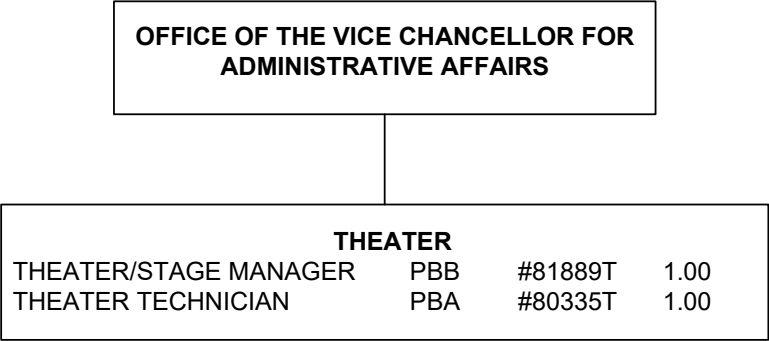 OFFICE OF THE VICE CHANCELLOR FOR
ADMINISTRATIVE AFFAIRS
THEATER
THEATER/STAGE MANAGER PBB #81889T 1.00
THEATER TECHNICIAN PBA #80335T 1.00